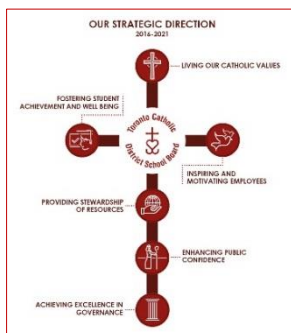 OUR STRATEGIC DIRECTION
2016-2021
LIVING OUR CATHOLIC VALUES
FOSTERING STUDENT
ACHIEVEMENT AND WELL BEING
Toronto Catholic
District School Board
INSPIRING AND
MOTIVATING EMPLOYEES
PROVIDING STEWARDSHIP
OF RESOURCES
ENHANCING PUBLIC
CONFIDENCE
ACHIEVING EXCELLENCE IN
GOVERNANCE